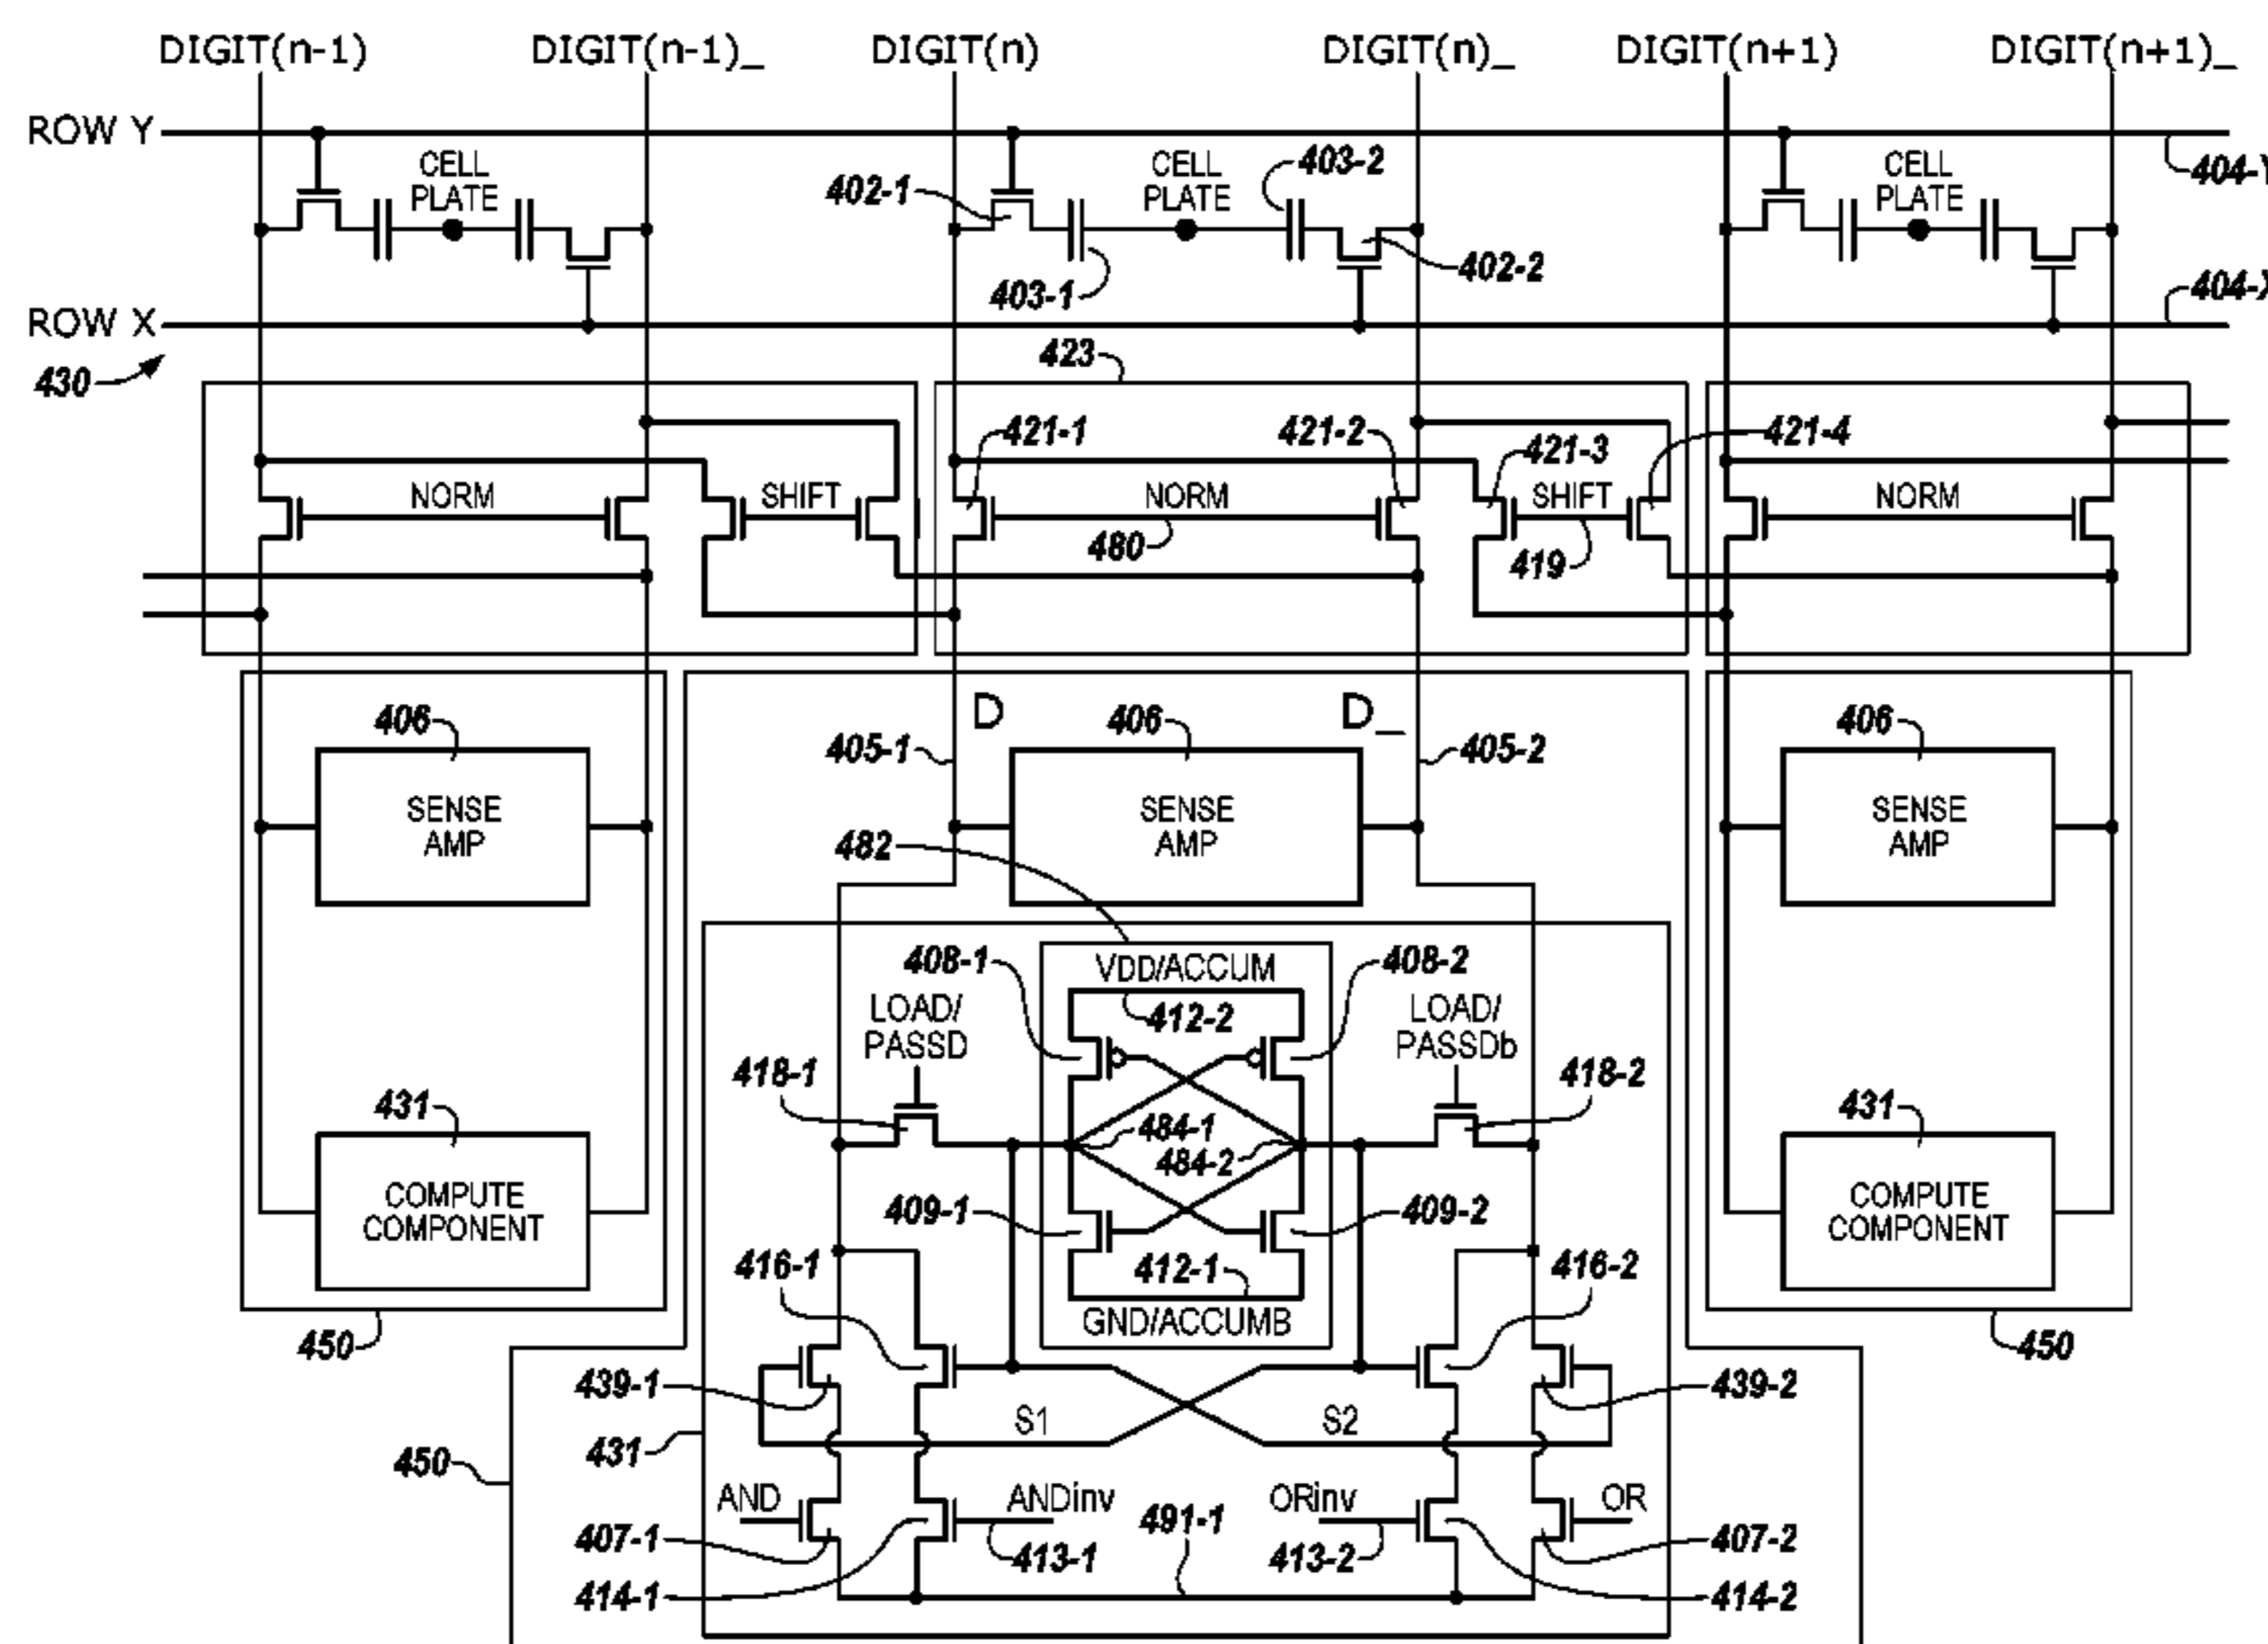 DIGIT(n-1)
DIGIT(n-1)_
DIGIT(n)
DIGIT(n)_
DIGIT(n+1)
DIGIT(n+1)_
ROW Y
CELL
PLATE
402-1
CELL
PLATE
403-2
CELL
PLATE
404-Y
403-1
402-2
404-X
ROW X
430
423
421-1
421-2
421-3
421-4
NORM
SHIFT
NORM
SHIFT
NORM
480
419
D
D_
406
406
406
405-1
405-2
SENSE
AMP
SENSE
AMP
SENSE
AMP
482
408-1
VDD/ACCUM
408-2
LOAD/
PASSD
412-2
LOAD/
PASSDb
418-1
418-2
431
484-1
484-2
431
COMPUTE
COMPONENT
409-1
409-2
COMPUTE
COMPONENT
416-1
412-1
416-2
GND/ACCUMB
450
450
439-1
439-2
S1
S2
431
450
AND
ANDinv
ORinv
OR
491-1
407-1
413-1
413-2
407-2
414-1
414-2